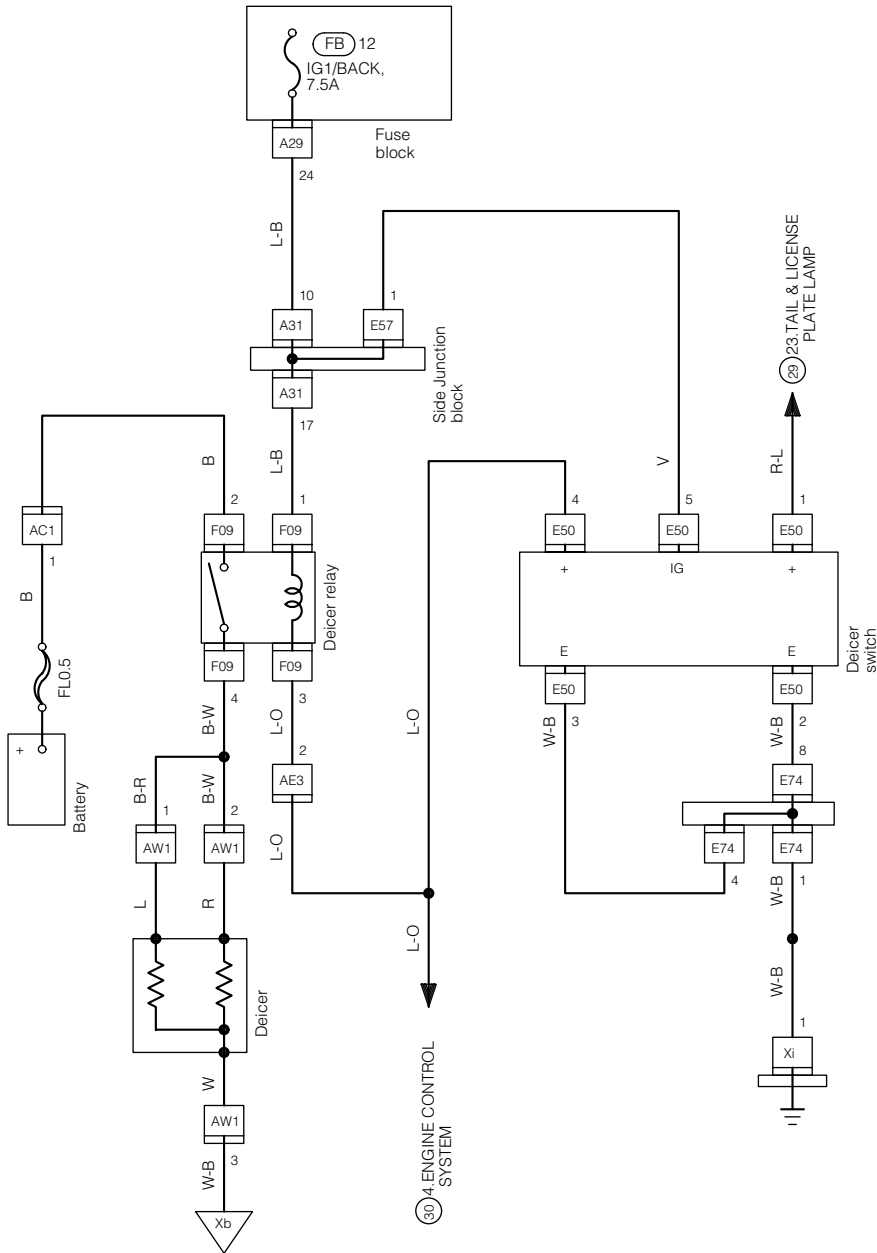 FB 12
IG1/BACK,
7.5A
Fuse
block
A29
24
L-B
10
1
A31
E57
Side Junction
block
A31
17
L-B
29 23.TAIL & LICENSE
PLATE LAMP
R-L
V
B
B
AC1
1
FL0.5
+
Battery
2
1
F09
F09
Deicer relay
F09
F09
4
3
B-W
L-O
L-O
B-R
B-W
2
AE3
L-O
1
2
AW1
AW1
L
R
Deicer
W
AW1
3
W-B
Xb
L-O
30 4.ENGINE CONTROL
SYSTEM
4
5
1
E50
E50
E50
+
IG
+
E
E
Deicer
switch
E50
E50
W-B
3
W-B
2
8
E74
E74
E74
4
W-B
1
W-B
1
Xi